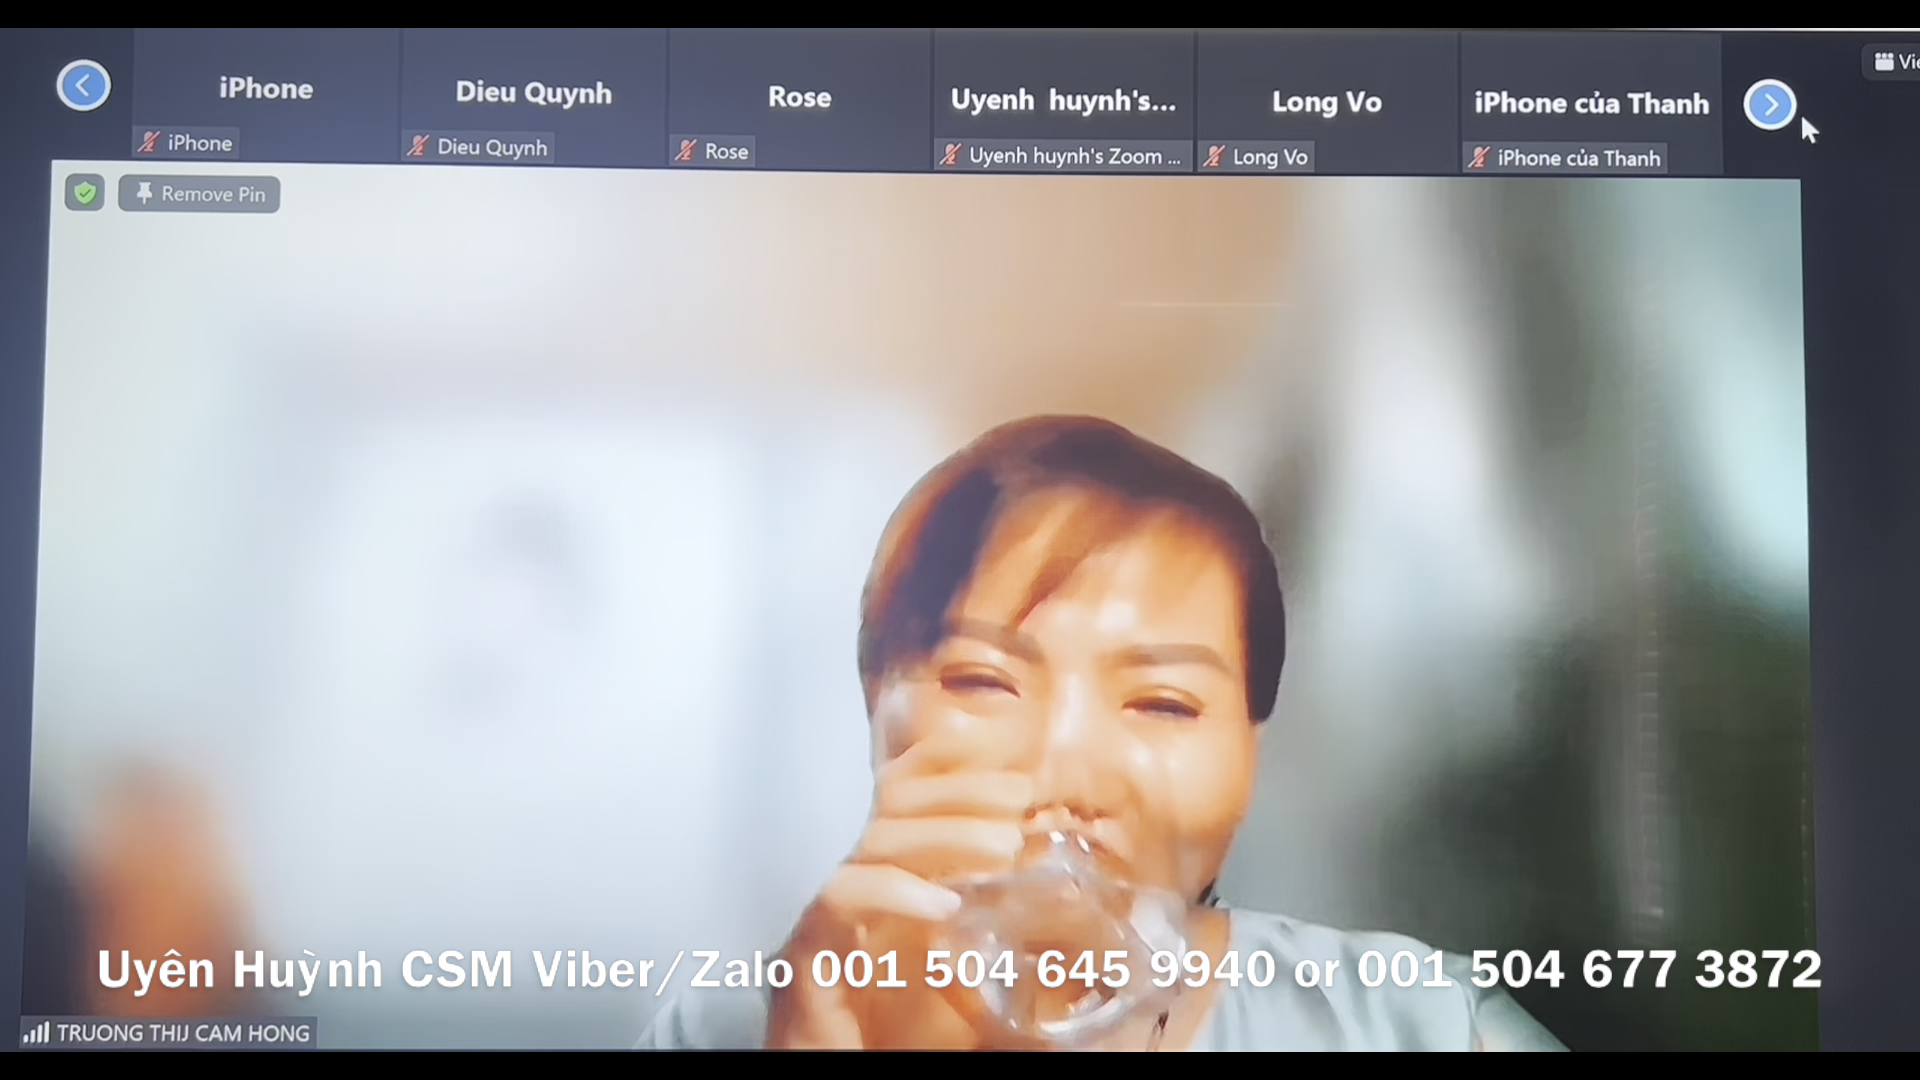 iPhone
Dieu Quynh
Rose
Uyenh huynh's...
Long Vo
iPhone của Thanh
iPhone
Dieu Quynh
Rose
Uyenh huynh's Zoom ...
Long Vo
iPhone của Thanh
Vie
Remove Pin
Uyên Huỳnh CSM Viber/Zalo 001 504 645 9940 or 001 504 677 3872
TRUONG THIJ CAM HONG